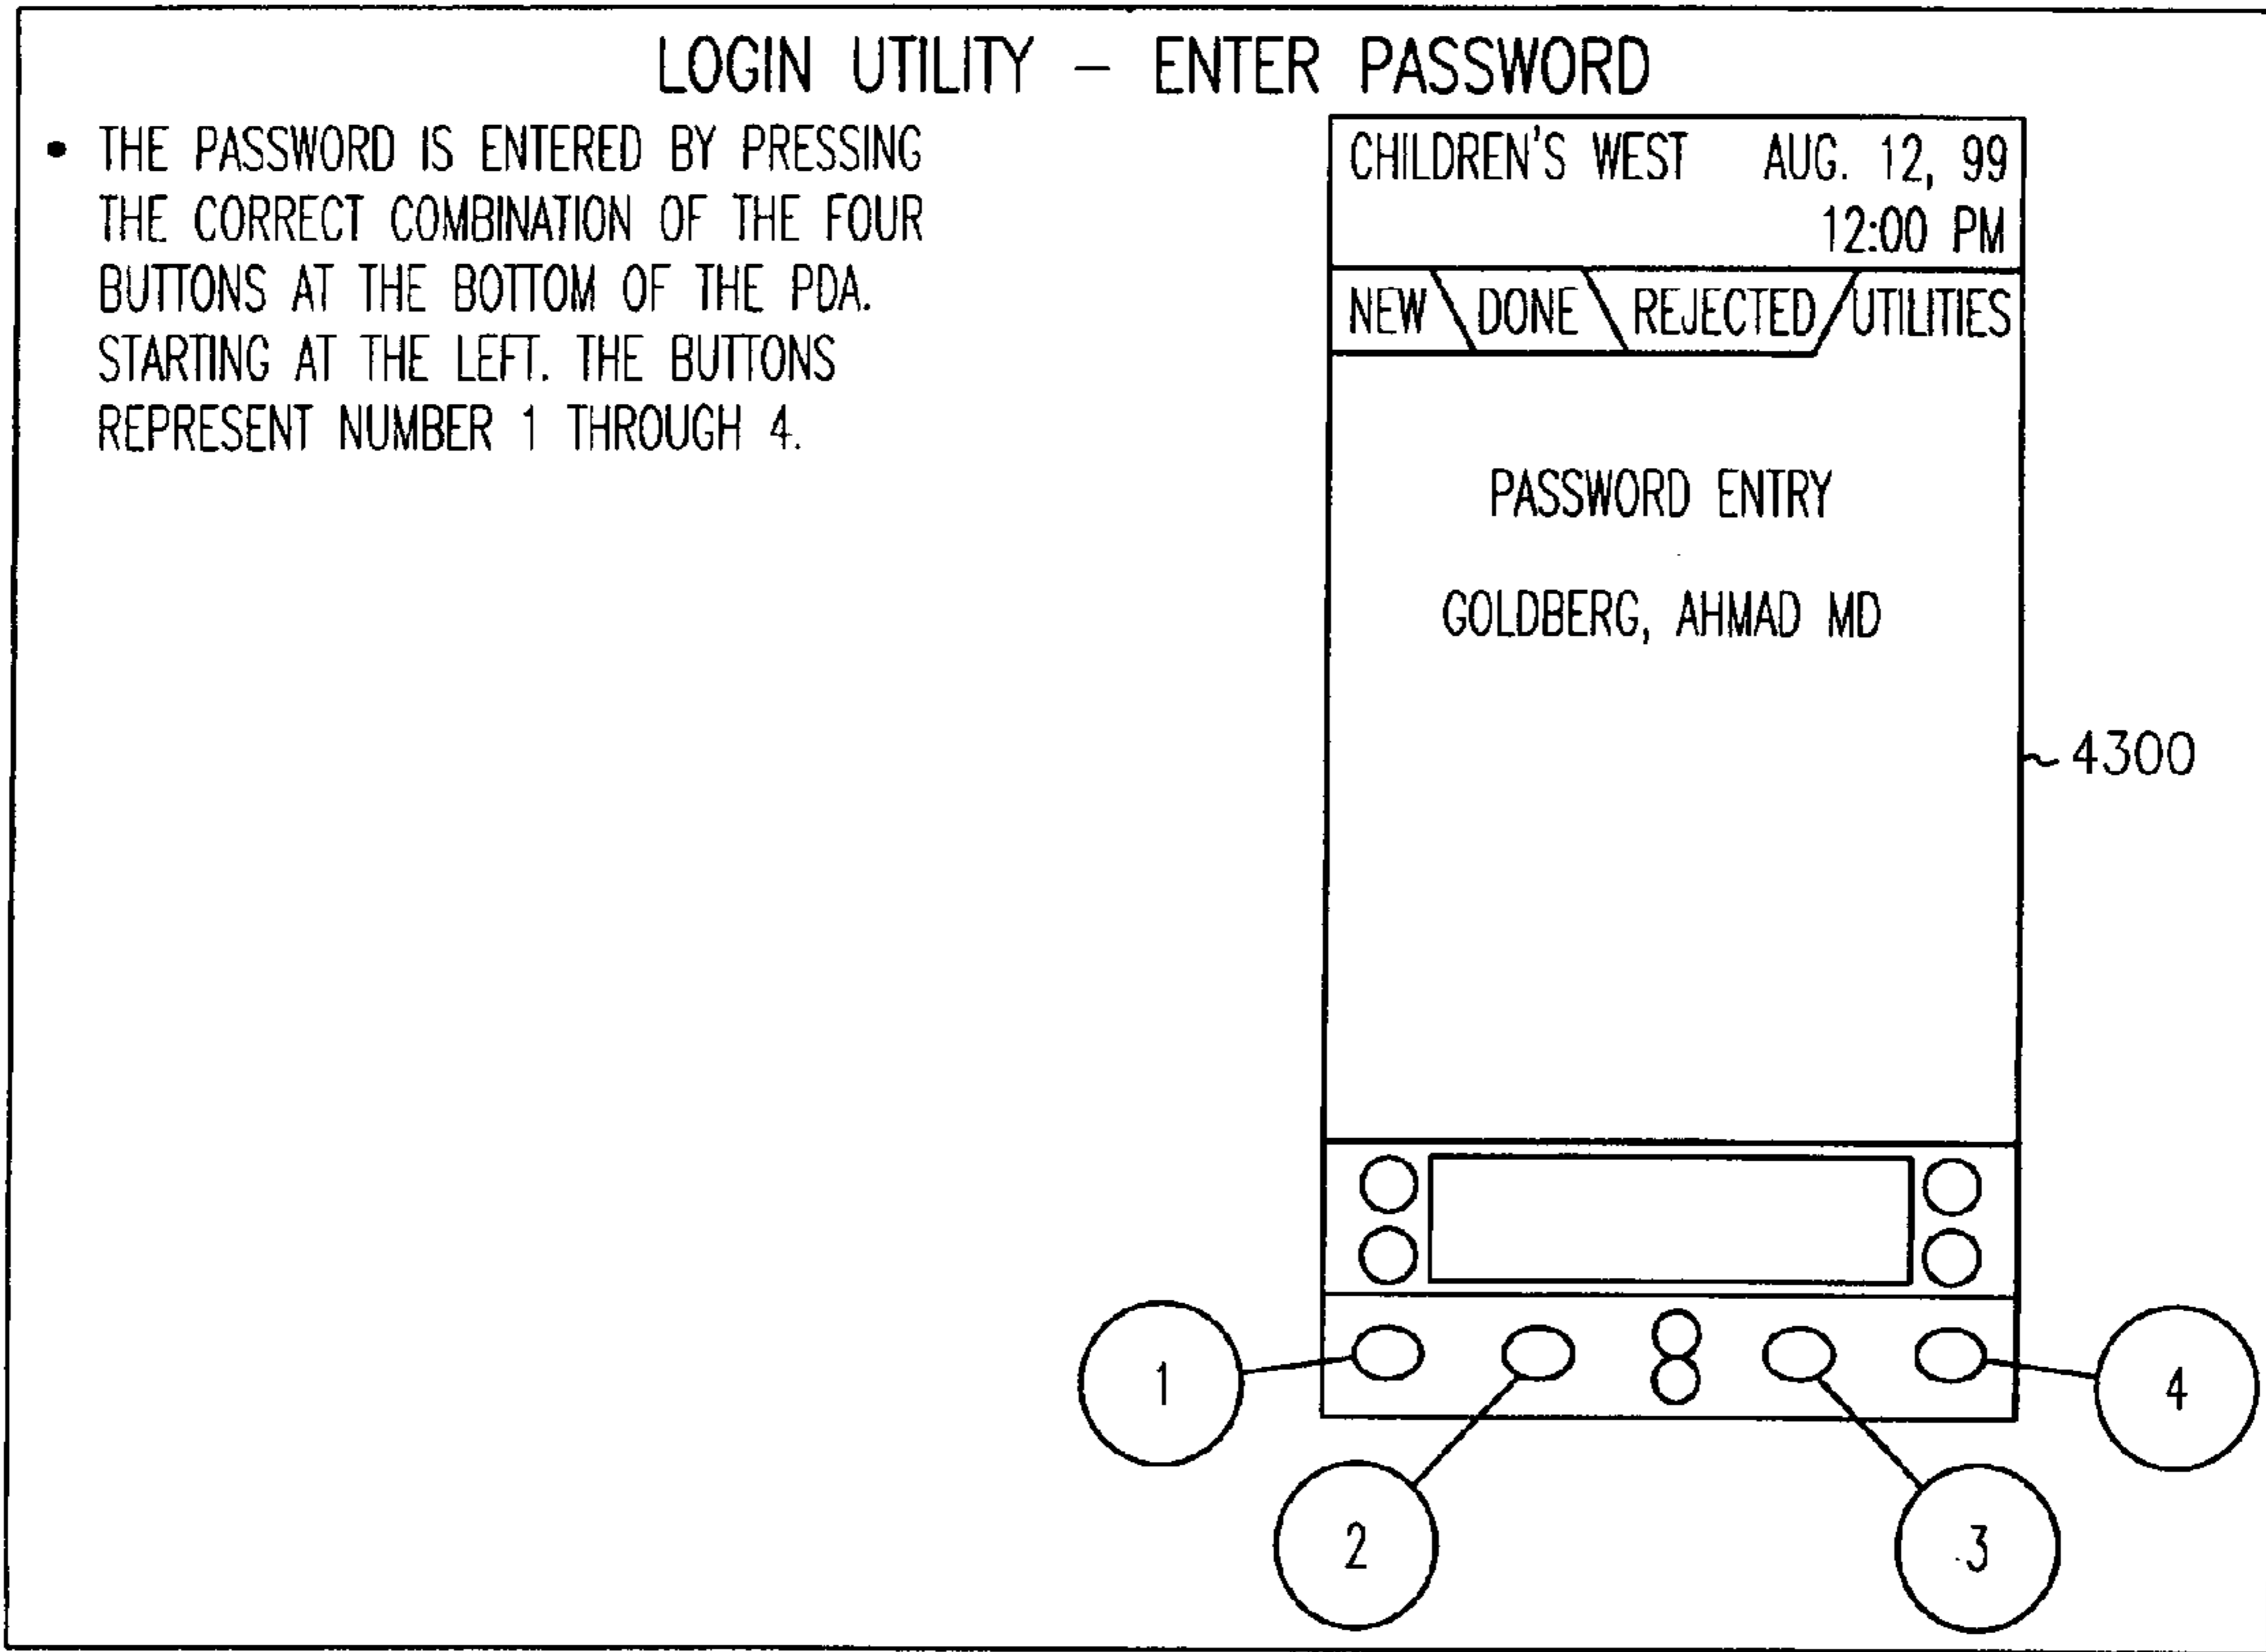 LOGIN UTILITY – ENTER PASSWORD
• THE PASSWORD IS ENTERED BY PRESSING
THE CORRECT COMBINATION OF THE FOUR
BUTTONS AT THE BOTTOM OF THE PDA.
STARTING AT THE LEFT. THE BUTTONS
REPRESENT NUMBER 1 THROUGH 4.
CHILDREN'S WEST AUG. 12, 99
12:00 PM
NEW DONE REJECTED UTILITIES
PASSWORD ENTRY
GOLDBERG, AHMAD MD
4300
1
4
2
3